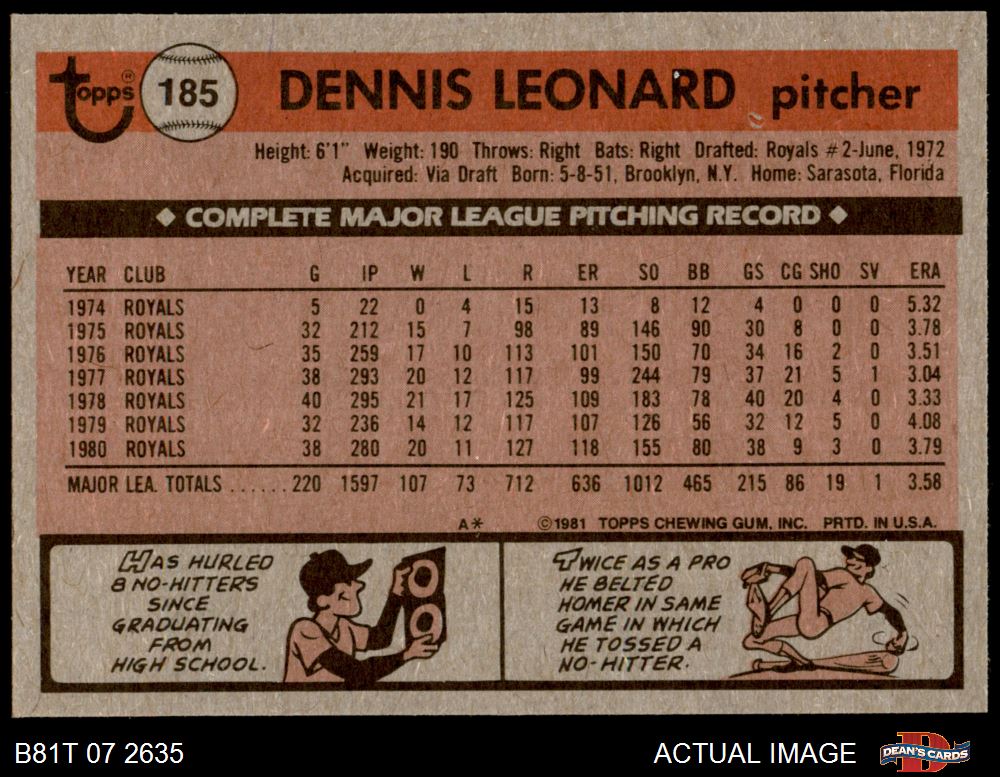 Topps® 185 DENNIS LEONARD pitcher
Height: 6'1" Weight: 190 Throws: Right Bats: Right Drafted: Royals #2-June, 1972
Acquired: Via Draft Born: 5-8-51, Brooklyn, N.Y. Home: Sarasota, Florida
◆ COMPLETE MAJOR LEAGUE PITCHING RECORD ◆
YEAR CLUB G IP W L R ER SO BB GS CG SHO SV ERA
1974 ROYALS 5 22 0 4 15 13 8 12 4 0 0 0 5.32
1975 ROYALS 32 212 15 7 98 89 146 90 30 8 0 0 3.78
1976 ROYALS 35 259 17 10 113 101 150 70 34 16 2 0 3.51
1977 ROYALS 38 293 20 12 117 99 244 79 37 21 5 1 3.04
1978 ROYALS 40 295 21 17 125 109 183 78 40 20 4 0 3.33
1979 ROYALS 32 236 14 12 117 107 126 56 32 12 5 0 4.08
1980 ROYALS 38 280 20 11 127 118 155 80 38 9 3 0 3.79
MAJOR LEA. TOTALS ......220 1597 107 73 712 636 1012 465 215 86 19 1 3.58
A* ©1981 TOPPS CHEWING GUM, INC. PRTD. IN U.S.A.
HAS HURLED
8 NO-HITTERS
SINCE
GRADUATING
FROM
HIGH SCHOOL.
TWICE AS A PRO
HE BELTED
HOMER IN SAME
GAME IN WHICH
HE TOSSED A
NO-HITTER.
B81T 07 2635 ACTUAL IMAGE DEAN'S CARDS